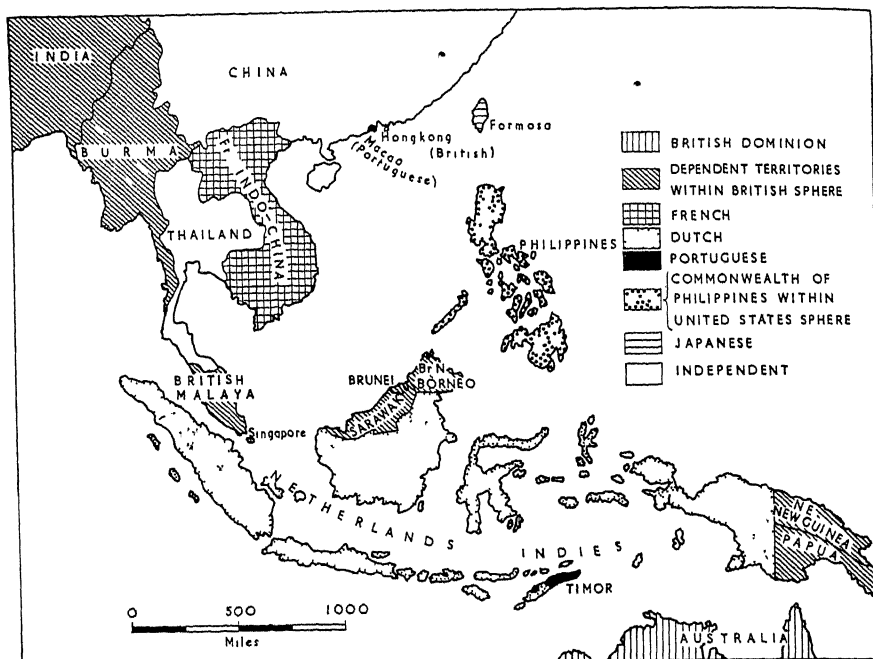 INDIA
CHINA
BURMA
Formosa
Hongkong
(British)
Macao
(Portuguese)
FR. INDO-CHINA
THAILAND
PHILIPPINES
BRITISH
MALAYA
Singapore
BRUNEI
Br N.
BORNEO
SARAWAK
NETHERLANDS INDIES
N.E.
NEW GUINEA
PAPUA
TIMOR
AUSTRALIA
BRITISH DOMINION
DEPENDENT TERRITORIES
WITHIN BRITISH SPHERE
FRENCH
DUTCH
PORTUGUESE
COMMONWEALTH OF
PHILIPPINES WITHIN
UNITED STATES SPHERE
JAPANESE
INDEPENDENT
0 500 1000
Miles